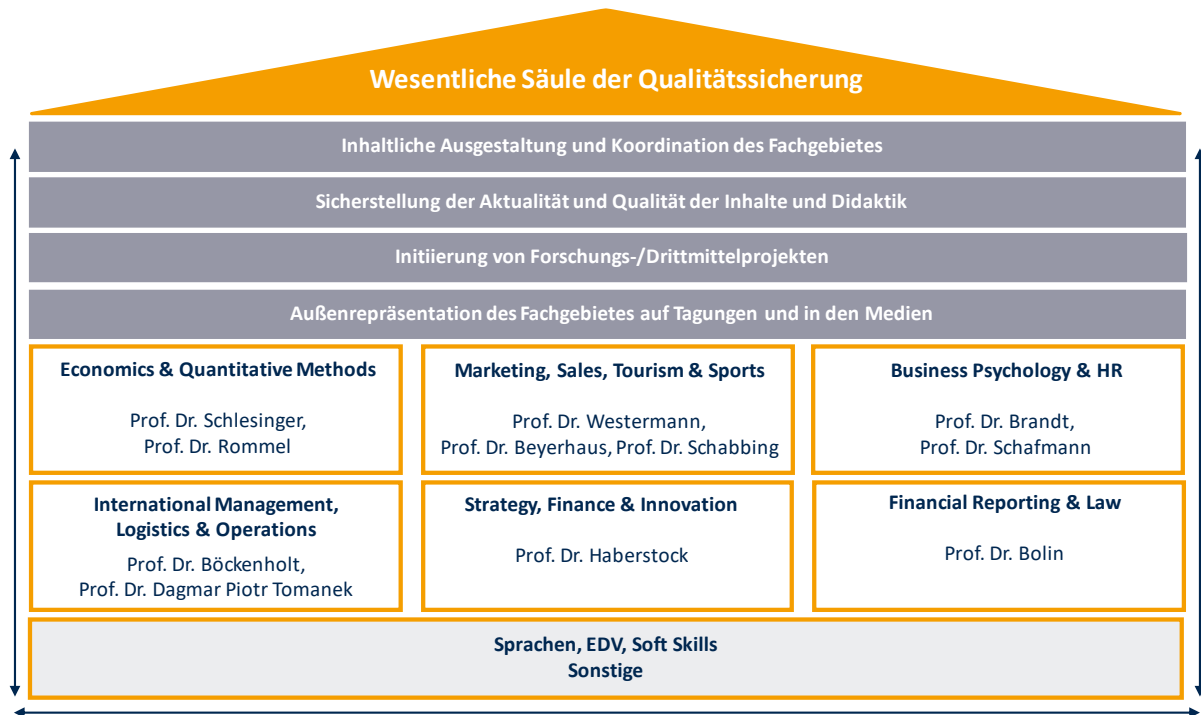 Wesentliche Säule der Qualitätssicherung
Inhaltliche Ausgestaltung und Koordination des Fachgebietes
Sicherstellung der Aktualität und Qualität der Inhalte und Didaktik
Initiierung von Forschungs-/Drittmittelprojekten
Außenrepräsentation des Fachgebietes auf Tagungen und in den Medien
Economics & Quantitative Methods
Prof. Dr. Schlesinger,
Prof. Dr. Rommel
Marketing, Sales, Tourism & Sports
Prof. Dr. Westermann,
Prof. Dr. Beyerhaus, Prof. Dr. Schabbing
Business Psychology & HR
Prof. Dr. Brandt,
Prof. Dr. Schafmann
International Management,
Logistics & Operations
Prof. Dr. Böckenholt,
Prof. Dr. Dagmar Piotr Tomanek
Strategy, Finance & Innovation
Prof. Dr. Haberstock
Financial Reporting & Law
Prof. Dr. Bolin
Sprachen, EDV, Soft Skills
Sonstige